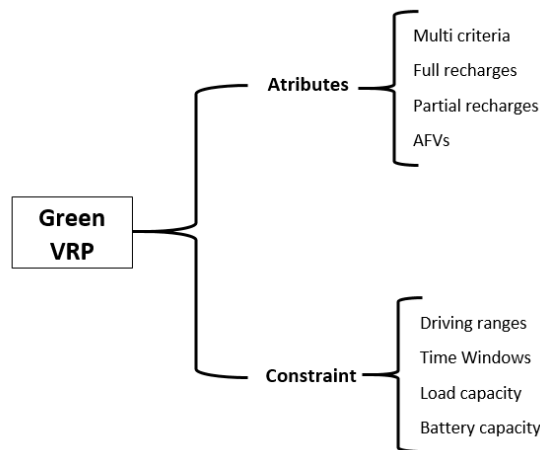 Green
VRP
Atributes
Multi criteria
Full recharges
Partial recharges
AFVs
Constraint
Driving ranges
Time Windows
Load capacity
Battery capacity